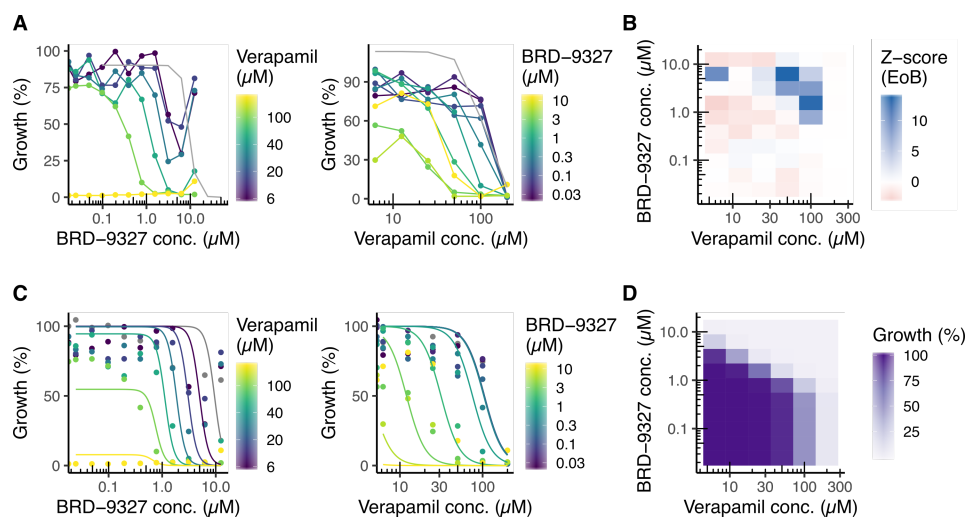 A
Growth (%)
100
75
50
25
0
0.1
1.0
10.0
BRD−9327 conc. (µM)
Verapamil
(µM)
100
40
20
6
Growth (%)
90
60
30
0
10
100
Verapamil conc. (µM)
BRD−9327
(µM)
10
3
1
0.3
0.1
0.03
B
BRD−9327 conc. (µM)
10.0
1.0
0.1
10
30
100
300
Verapamil conc. (µM)
Z−score
(EoB)
10
5
0
C
Growth (%)
100
50
0
0.1
1.0
10.0
BRD−9327 conc. (µM)
Verapamil
(µM)
100
40
20
6
Growth (%)
100
50
0
10
30
100
Verapamil conc. (µM)
BRD−9327
(µM)
10
3
1
0.3
0.1
0.03
D
BRD−9327 conc. (µM)
10.0
1.0
0.1
10
30
100
300
Verapamil conc. (µM)
Growth (%)
100
75
50
25